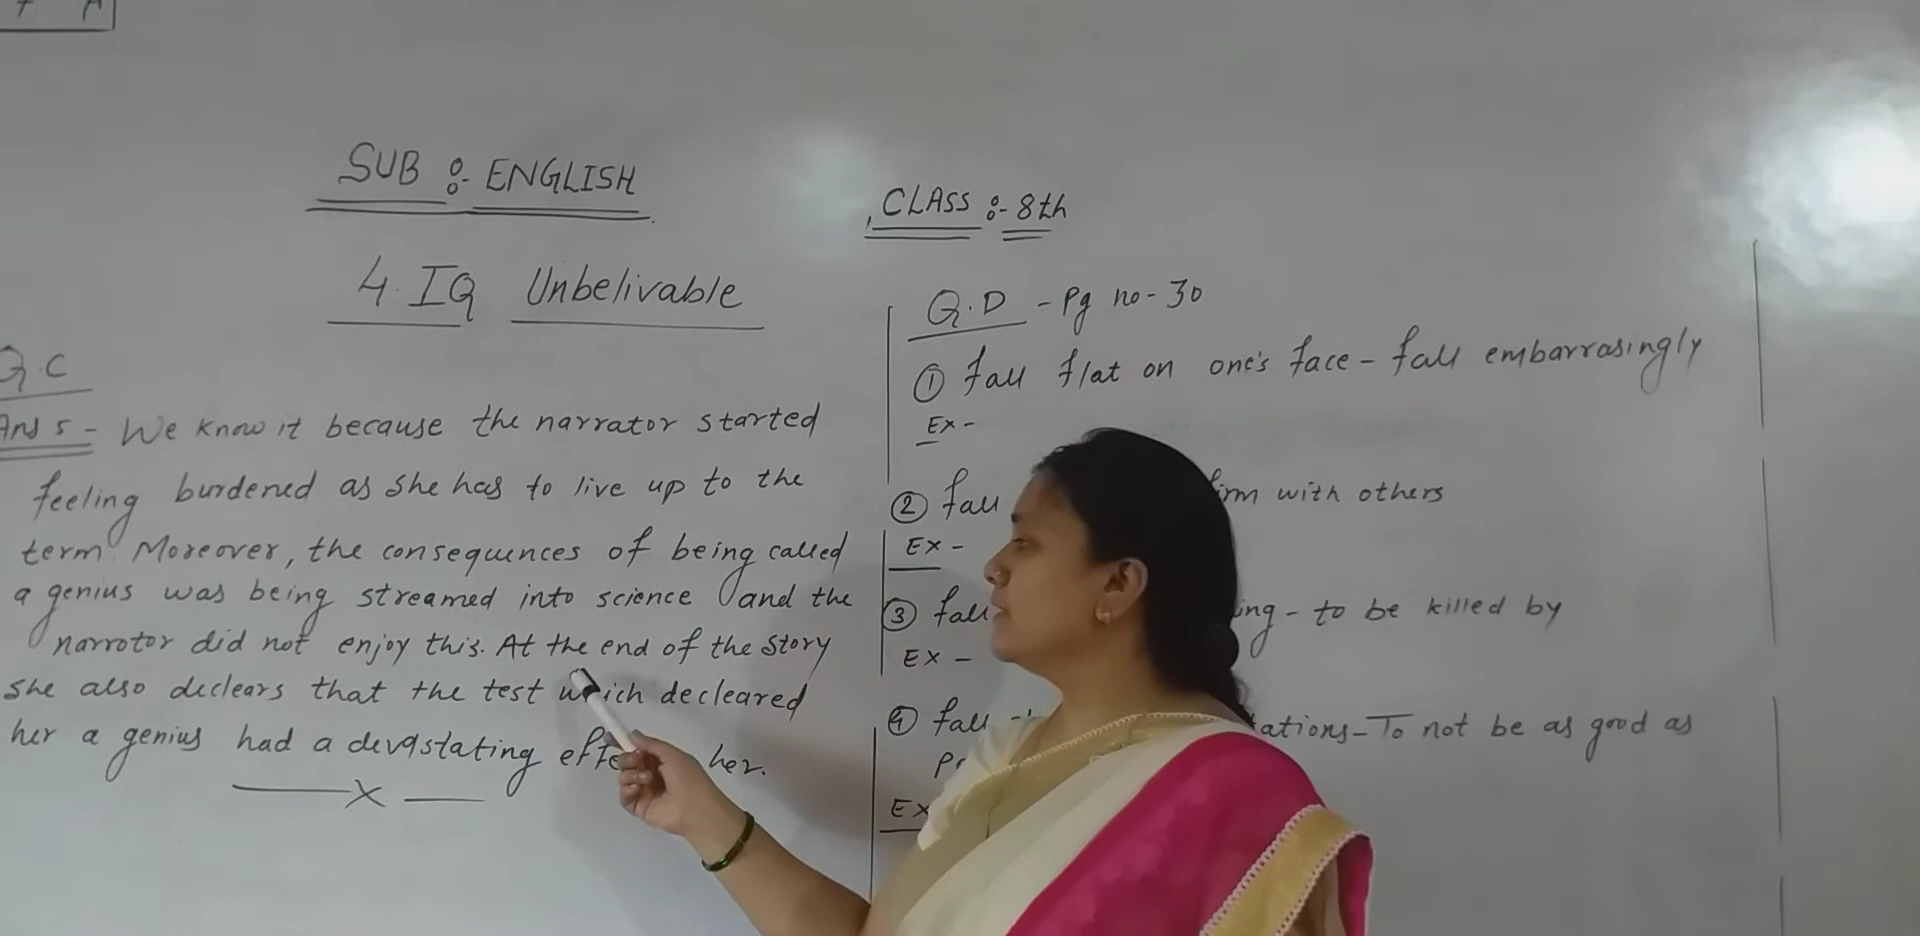 SUB :- ENGLISH
CLASS :- 8th
4. IQ Unbelivable
Q.C
Ans 5 - We know it because the narrator started
feeling burdened as she has to live up to the
term. Moreover, the consequences of being called
a genius was being streamed into science and the
narrotor did not enjoy this. At the end of the story
she also declears that the test which decleared
her a genius had a devastating her.
Q.D - Pg no - 30
① fall flat on one's face - fall embarrasingly
Ex -
② fall with others
Ex -
③ fall - to be killed by
Ex -
④ fall - To not be as good as
Ex